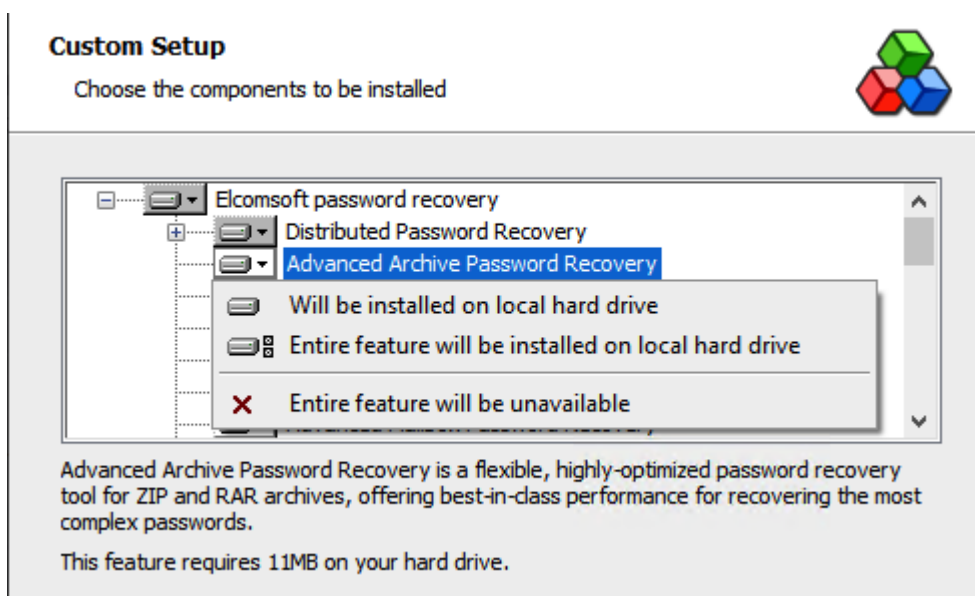 Custom Setup
Choose the components to be installed
Elcomsoft password recovery
Distributed Password Recovery
Advanced Archive Password Recovery
Will be installed on local hard drive
Entire feature will be installed on local hard drive
Entire feature will be unavailable
Advanced Archive Password Recovery is a flexible, highly-optimized password recovery
tool for ZIP and RAR archives, offering best-in-class performance for recovering the most
complex passwords.
This feature requires 11MB on your hard drive.